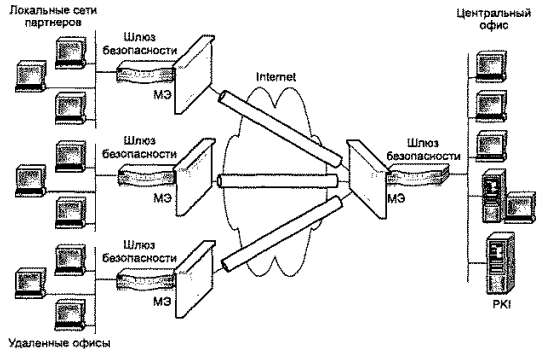 Локальные сети
партнеров
Шлюз
безопасности
МЭ
Internet
Центральный
офис
Шлюз
безопасности
МЭ
Шлюз
безопасности
МЭ
Шлюз
безопасности
МЭ
PKI
Удаленные офисы